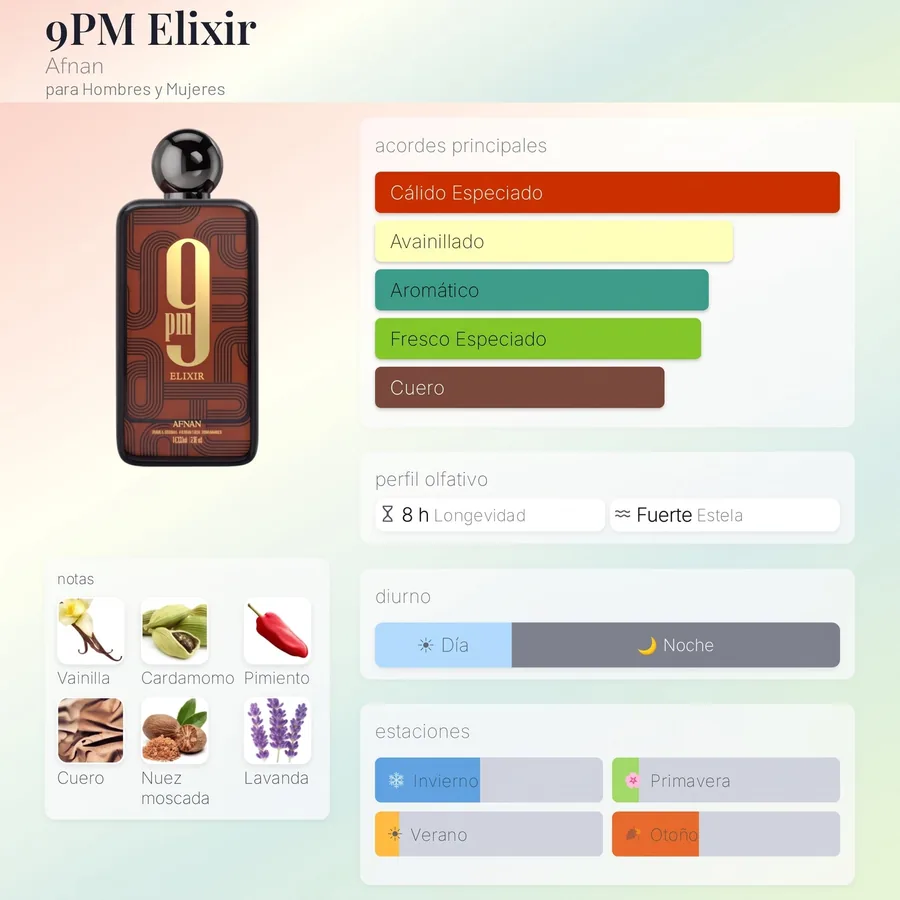 9PM Elixir
Afnan
para Hombres y Mujeres
9
pm
ELIXIR
AFNAN
acordes principales
Cálido Especiado
Avainillado
Aromático
Fresco Especiado
Cuero
perfil olfativo
8 h Longevidad
Fuerte Estela
diurno
Día
Noche
estaciones
Invierno
Primavera
Verano
Otoño
notas
Vainilla
Cardamomo
Pimiento
Cuero
Nuez
moscada
Lavanda